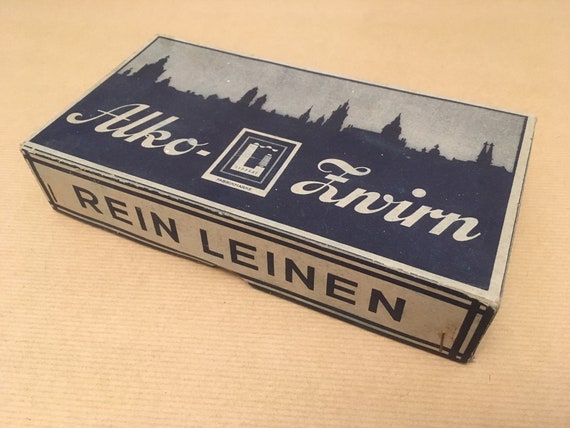 Alko- L Zwirn
REIN LEINEN